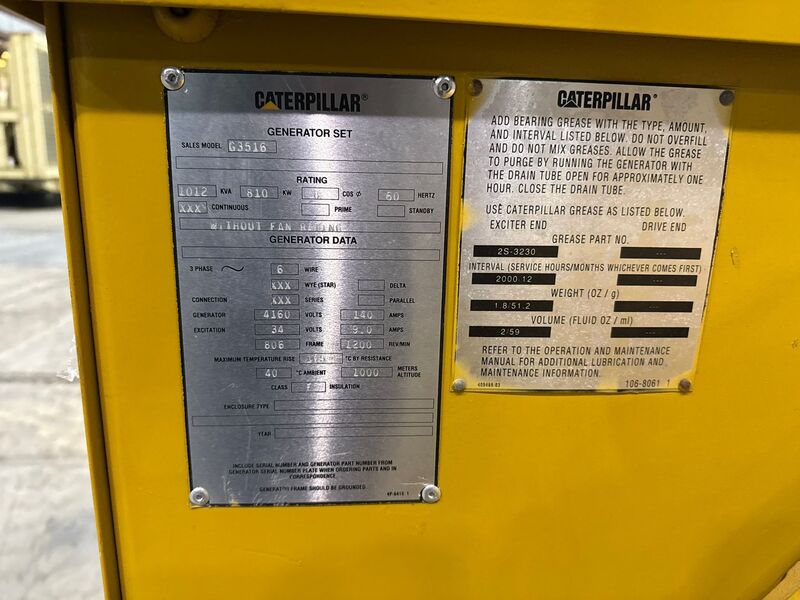 CATERPILLAR®
GENERATOR SET
SALES MODEL G3516
RATING
1012 KVA 810 KW COS Ø 60 HERTZ
XXX CONTINUOUS PRIME STANDBY
WITHOUT FAN RATING
GENERATOR DATA
3 PHASE 6 WIRE
XXX WYE (STAR) DELTA
CONNECTION XXX SERIES PARALLEL
GENERATOR 4160 VOLTS 140 AMPS
EXCITATION 34 VOLTS 9.0 AMPS
806 FRAME 1200 REV/MIN
MAXIMUM TEMPERATURE RISE °C BY RESISTANCE
40 °C AMBIENT 1000 METERS ALTITUDE
CLASS INSULATION
ENCLOSURE TYPE
YEAR
INCLUDE SERIAL NUMBER AND GENERATOR PART NUMBER FROM
GENERATOR SERIAL NUMBER PLATE WHEN ORDERING PARTS AND IN
CORRESPONDENCE
GENERATOR FRAME SHOULD BE GROUNDED
CATERPILLAR®
ADD BEARING GREASE WITH THE TYPE, AMOUNT,
AND INTERVAL LISTED BELOW. DO NOT OVERFILL
AND DO NOT MIX GREASES. ALLOW THE GREASE
TO PURGE BY RUNNING THE GENERATOR WITH
THE DRAIN TUBE OPEN FOR APPROXIMATELY ONE
HOUR. CLOSE THE DRAIN TUBE.
USE CATERPILLAR GREASE AS LISTED BELOW.
EXCITER END DRIVE END
GREASE PART NO.
2S-3230 ---
INTERVAL (SERVICE HOURS/MONTHS WHICHEVER COMES FIRST)
2000 12 ---
WEIGHT (OZ / g)
1.8/51.2 ---
VOLUME (FLUID OZ / ml)
2/59 ---
REFER TO THE OPERATION AND MAINTENANCE
MANUAL FOR ADDITIONAL LUBRICATION AND
MAINTENANCE INFORMATION.
106-8061 1